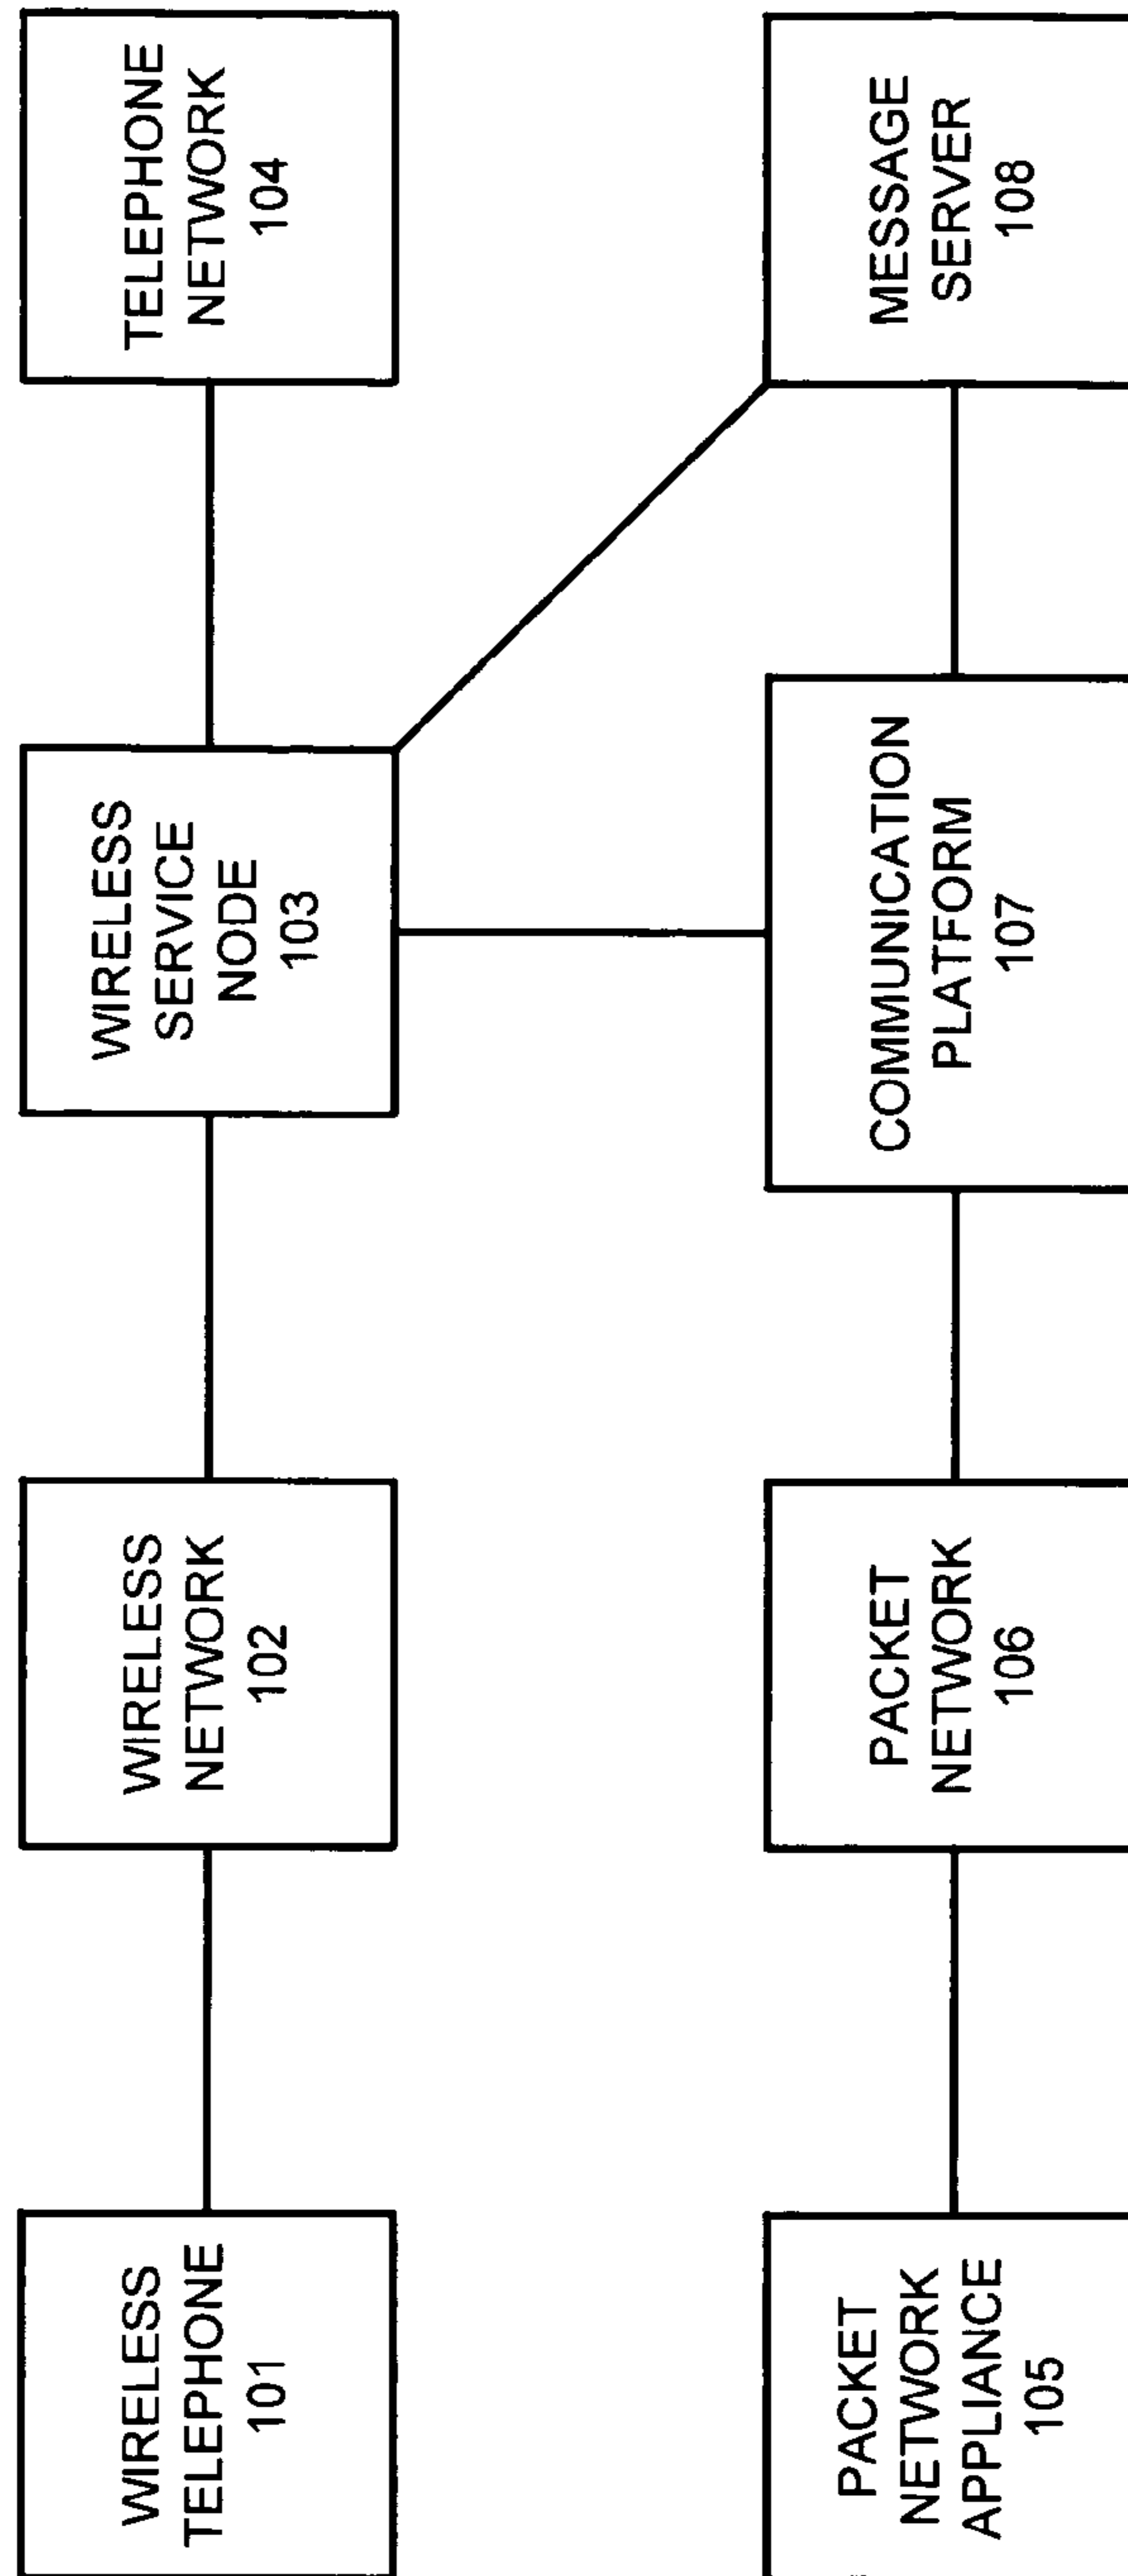 WIRELESS
TELEPHONE
101
WIRELESS
NETWORK
102
WIRELESS
SERVICE
NODE
103
TELEPHONE
NETWORK
104
PACKET
NETWORK
APPLIANCE
105
PACKET
NETWORK
106
COMMUNICATION
PLATFORM
107
MESSAGE
SERVER
108